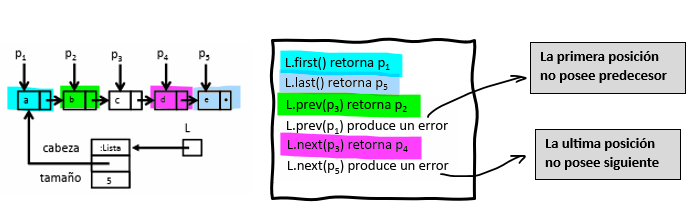 p1 p2 p3 p4 p5
a b c d e
L
cabeza :Lista
tamaño 5
L.first() retorna p1
L.last() retorna p5
L.prev(p3) retorna p2
L.prev(p1) produce un error
L.next(p3) retorna p4
L.next(p5) produce un error
La primera posición
no posee predecesor
La ultima posición
no posee siguiente